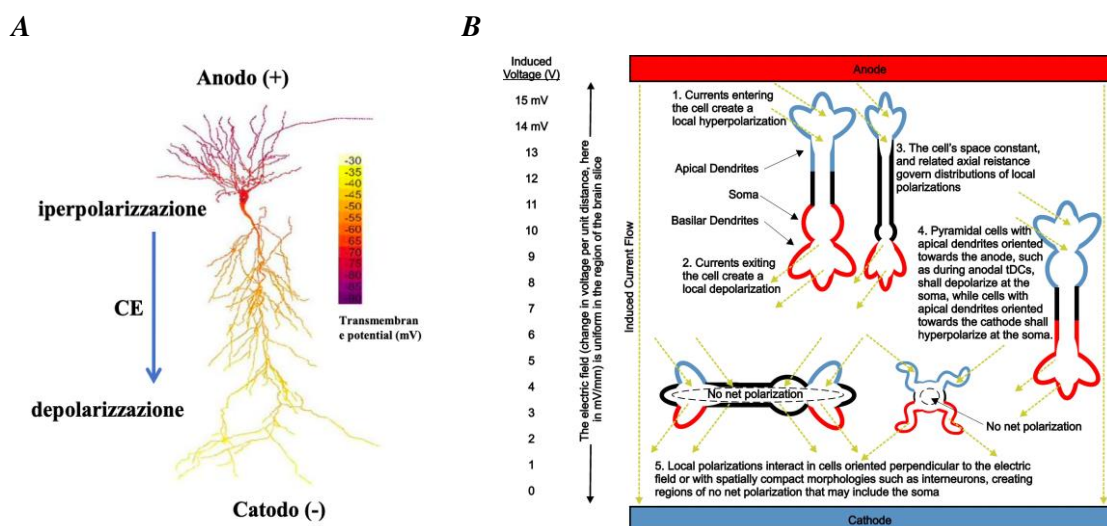 A
B
Anodo (+)
iperpolarizzazione
CE
depolarizzazione
Catodo (-)
-30
-35
-40
-45
-50
-55
-60
-65
-70
-75
Transmembran
e potential (mV)
Induced
Voltage (V)
15 mV
14 mV
13
12
11
10
9
8
7
6
5
4
3
2
1
0
The electric field (change in voltage per unit distance, here
in mV/mm) is uniform in the region of the brain slice
Induced Current Flow
Anode
1. Currents entering
the cell create a
local hyperpolarization
Apical Dendrites
Soma
Basilar Dendrites
2. Currents exiting
the cell create a
local depolarization
3. The cell's space constant,
and related axial reistance
govern distributions of local
polarizations
4. Pyramidal cells with
apical dendrites oriented
towards the anode, such
as during anodal tDCs,
shall depolarize at the
soma, while cells with
apical dendrites oriented
towards the cathode shall
hyperpolarize at the soma.
No net polarization
No net polarization
5. Local polarizations interact in cells oriented perpendicular to the electric
field or with spatially compact morphologies such as interneurons, creating
regions of no net polarization that may include the soma
Cathode